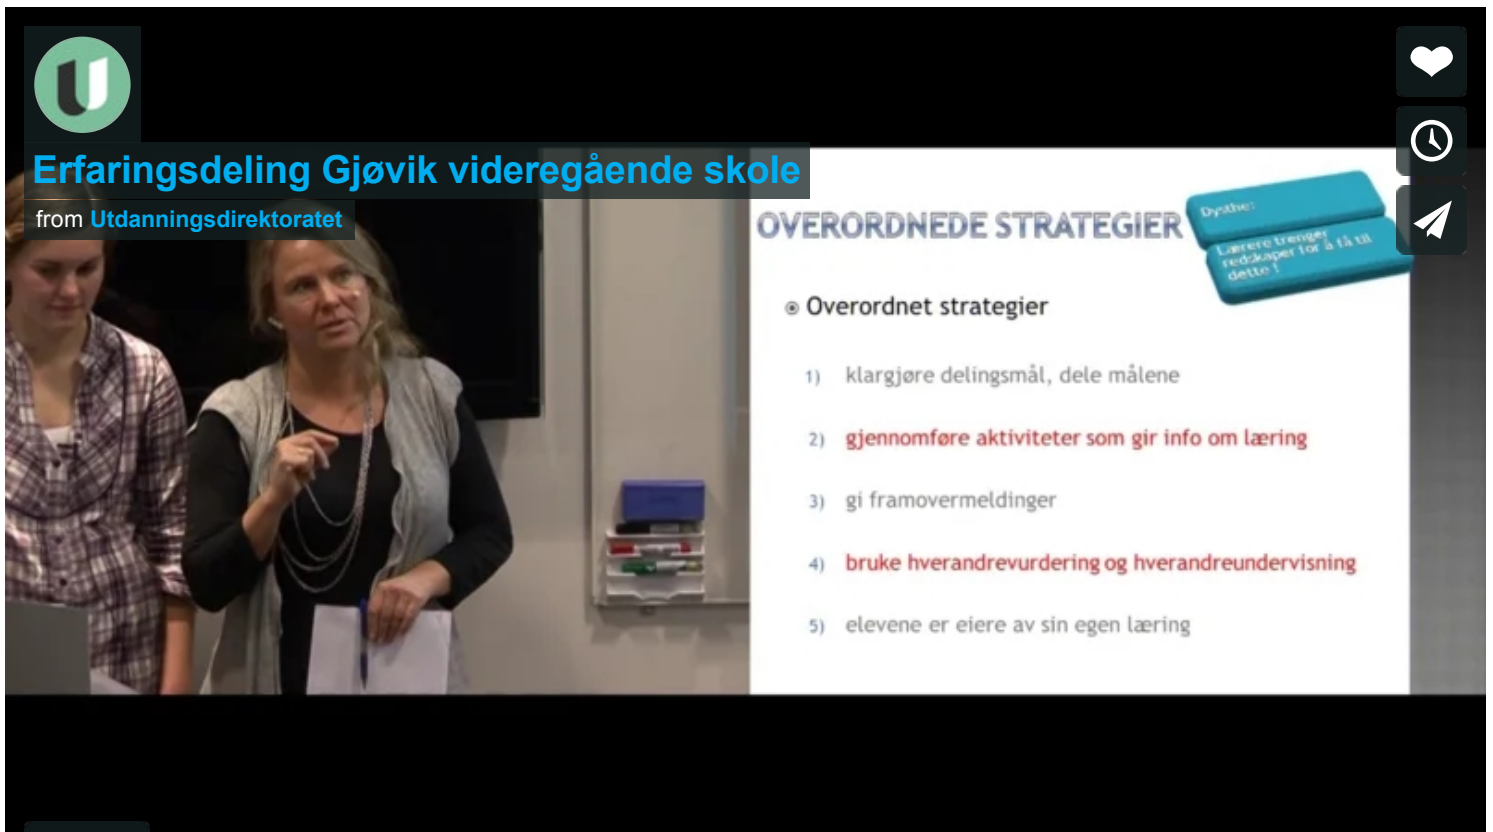 U
Erfaringsdeling Gjøvik videregående skole
from Utdanningsdirektoratet
OVERORDNEDE STRATEGIER
Dysthe:
Lærere trenger
redskaper for å få til
dette !
Overordnet strategier
1) klargjøre delingsmål, dele målene
2) gjennomføre aktiviteter som gir info om læring
3) gi framovermeldinger
4) bruke hverandrevurdering og hverandreundervisning
5) elevene er eiere av sin egen læring